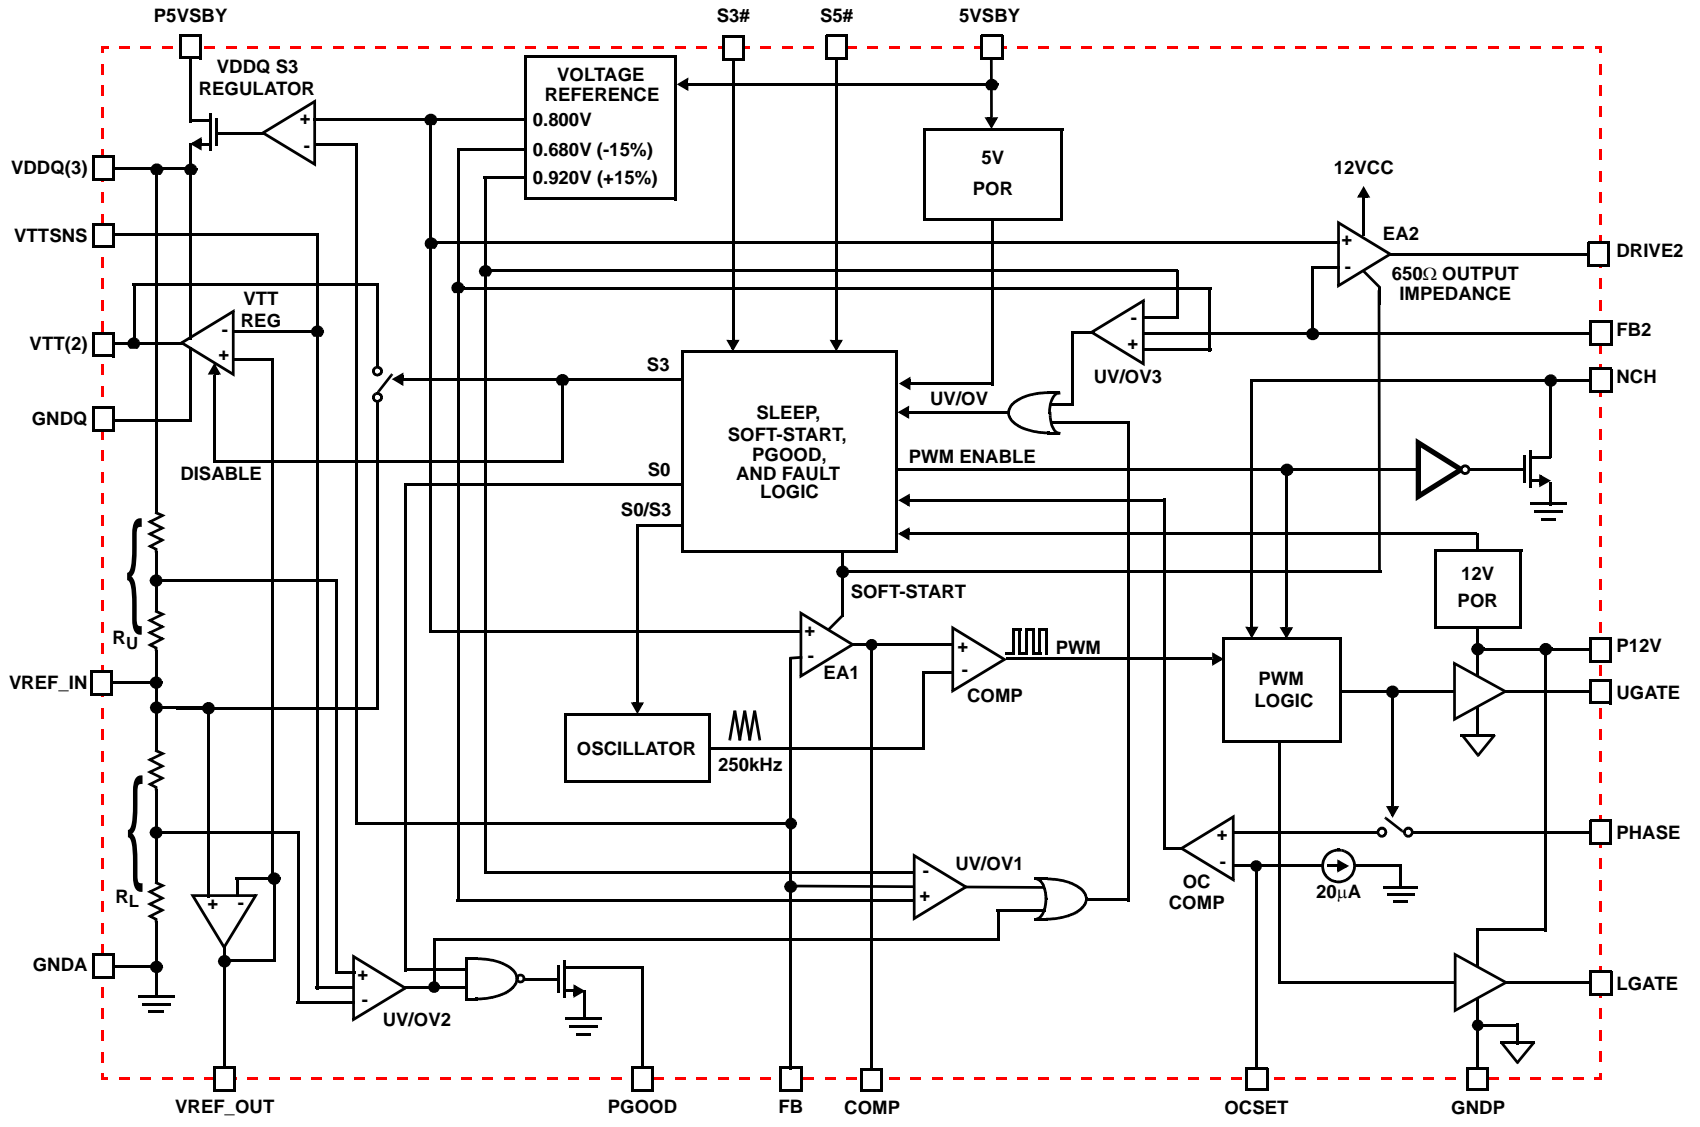 P5VSBY
S3#
S5#
5VSBY
VDDQ S3
REGULATOR
+
-
VOLTAGE
REFERENCE
0.800V
0.680V (-15%)
0.920V (+15%)
5V
POR
12VCC
VDDQ(3)
VTTSNS
+
-
EA2
DRIVE2
650Ω OUTPUT
IMPEDANCE
VTT
REG
-
+
VTT(2)
-
+
UV/OV3
FB2
S3
NCH
GNDQ
UV/OV
SLEEP,
SOFT-START,
PGOOD,
AND FAULT
LOGIC
DISABLE
S0
PWM ENABLE
S0/S3
12V
POR
SOFT-START
RU
+
-
EA1
+
-
COMP
PWM
P12V
VREF_IN
PWM
LOGIC
UGATE
OSCILLATOR
250kHz
+
-
OC
COMP
PHASE
20μA
-
+
UV/OV1
RL
+
-
GNDA
+
-
UV/OV2
LGATE
VREF_OUT
PGOOD
FB
COMP
OCSET
GNDP